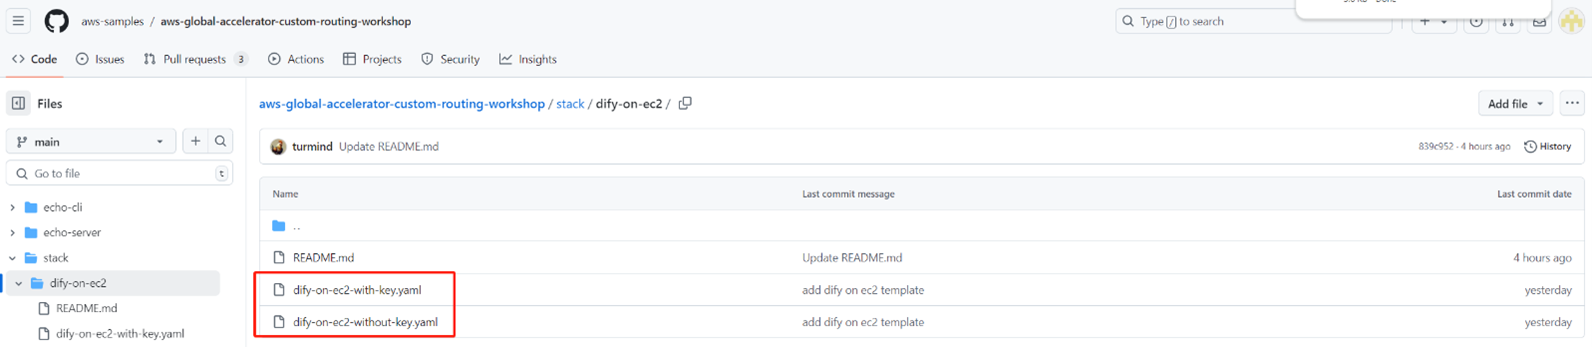 aws-samples / aws-global-accelerator-custom-routing-workshop
Type / to search
Code Issues Pull requests 3 Actions Projects Security Insights
Files
aws-global-accelerator-custom-routing-workshop / stack / dify-on-ec2 /
Add file
main
turmind Update README.md
839c952 · 4 hours ago History
Go to file t
Name Last commit message Last commit date
echo-cli
..
echo-server
stack
README.md Update README.md 4 hours ago
dify-on-ec2
dify-on-ec2-with-key.yaml add dify on ec2 template yesterday
README.md
dify-on-ec2-without-key.yaml add dify on ec2 template yesterday
dify-on-ec2-with-key.yaml